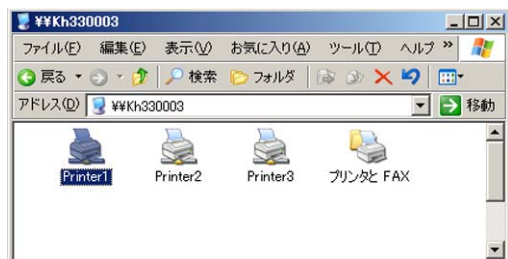 ¥¥Kh330003
ファイル(F) 編集(E) 表示(V) お気に入り(A) ツール(T) ヘルプ »
戻る 検索 フォルダ
アドレス(D) ¥¥Kh330003 移動
Printer1 Printer2 Printer3 プリンタと FAX